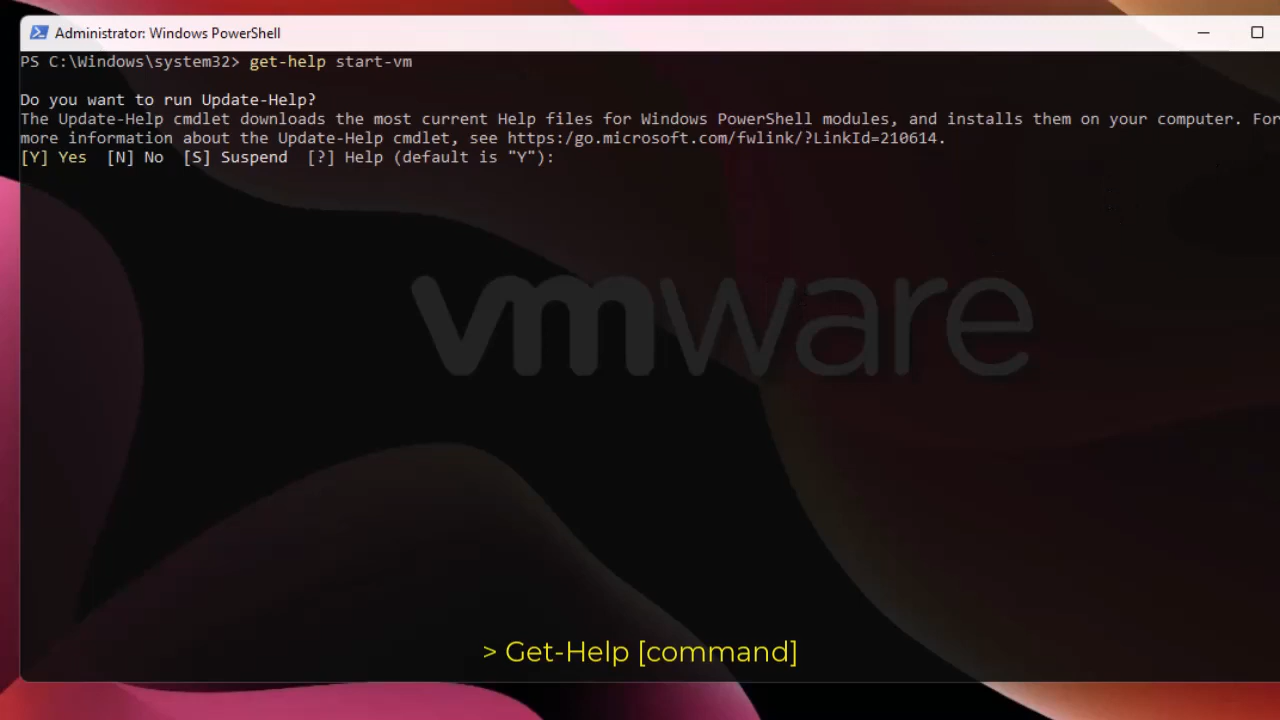 Administrator: Windows PowerShell
PS C:\Windows\system32> get-help start-vm
Do you want to run Update-Help?
The Update-Help cmdlet downloads the most current Help files for Windows PowerShell modules, and installs them on your computer. For
more information about the Update-Help cmdlet, see https:/go.microsoft.com/fwlink/?LinkId=210614.
[Y] Yes  [N] No  [S] Suspend  [?] Help (default is "Y"):
vmware
> Get-Help [command]